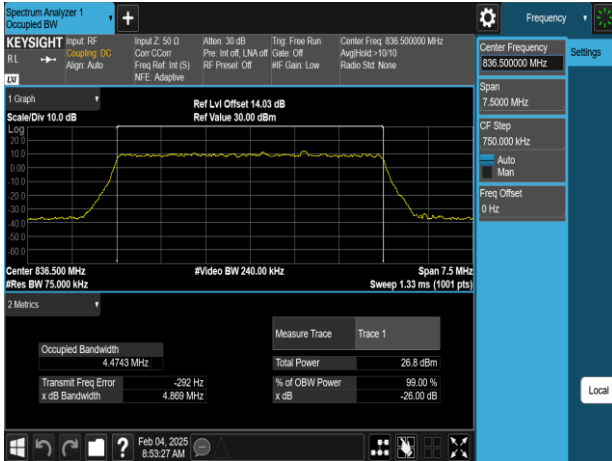 Spectrum Analyzer 1
Occupied BW
+
Frequency
KEYSIGHT
Input: RF
Coupling: DC
Align: Auto
RL
LNI
Input Z: 50 Ω
Corr CCorr
Freq Ref: Int (S)
NFE: Adaptive
Atten: 30 dB
Pre: Int off, LNA off
RF Preset: Off
Trig: Free Run
Gate: Off
#IF Gain: Low
Center Freq: 836.500000 MHz
Avg|Hold >10/10
Radio Std: None
Center Frequency
836.500000 MHz
Settings
Span
7.5000 MHz
CF Step
750.000 kHz
Auto
Man
Freq Offset
0 Hz
Local
1 Graph
Scale/Div 10.0 dB
Ref Lvl Offset 14.03 dB
Ref Value 30.00 dBm
Log
20.0
10.0
0.00
-10.0
-20.0
-30.0
-40.0
-50.0
-60.0
Center 836.500 MHz
#Video BW 240.00 kHz
Span 7.5 MHz
#Res BW 75.000 kHz
Sweep 1.33 ms (1001 pts)
2 Metrics
Measure Trace
Trace 1
Occupied Bandwidth
4.4743 MHz
Total Power
26.8 dBm
Transmit Freq Error
-292 Hz
% of OBW Power
99.00 %
x dB Bandwidth
4.869 MHz
x dB
-26.00 dB
?
Feb 04, 2025
8:53:27 AM